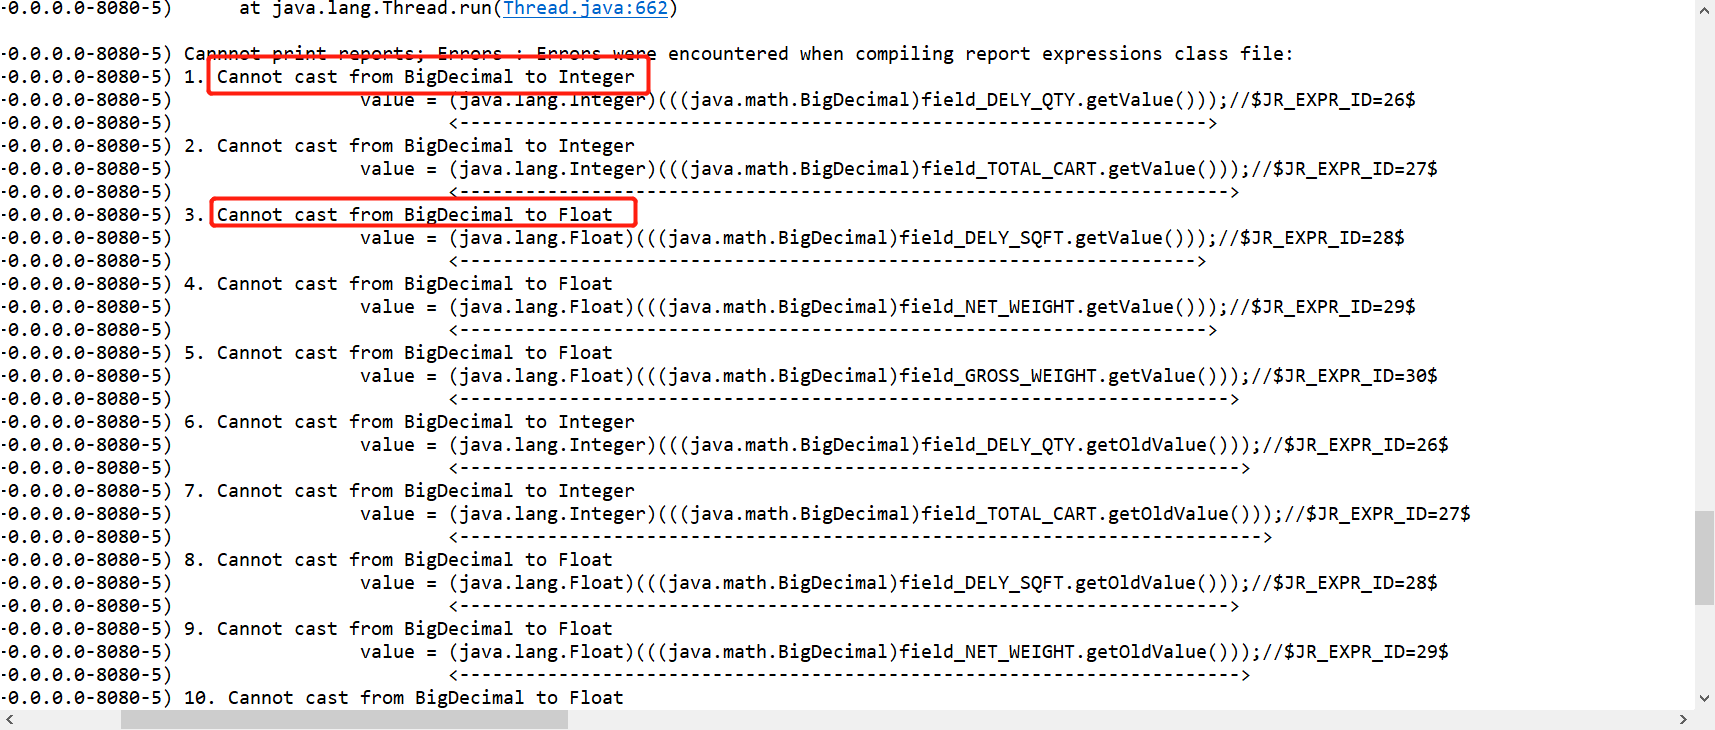 -0.0.0.0-8080-5)      at java.lang.Thread.run(Thread.java:662)
-0.0.0.0-8080-5) Cannnot print reports; Errors : Errors were encountered when compiling report expressions class file:
-0.0.0.0-8080-5) 1. Cannot cast from BigDecimal to Integer
-0.0.0.0-8080-5)                 value = (java.lang.Integer)(((java.math.BigDecimal)field_DELY_QTY.getValue()));//$JR_EXPR_ID=26$
-0.0.0.0-8080-5)                         <-------------------------------------------------------------------->
-0.0.0.0-8080-5) 2. Cannot cast from BigDecimal to Integer
-0.0.0.0-8080-5)                 value = (java.lang.Integer)(((java.math.BigDecimal)field_TOTAL_CART.getValue()));//$JR_EXPR_ID=27$
-0.0.0.0-8080-5)                         <---------------------------------------------------------------------->
-0.0.0.0-8080-5) 3. Cannot cast from BigDecimal to Float
-0.0.0.0-8080-5)                 value = (java.lang.Float)(((java.math.BigDecimal)field_DELY_SQFT.getValue()));//$JR_EXPR_ID=28$
-0.0.0.0-8080-5)                         <------------------------------------------------------------------->
-0.0.0.0-8080-5) 4. Cannot cast from BigDecimal to Float
-0.0.0.0-8080-5)                 value = (java.lang.Float)(((java.math.BigDecimal)field_NET_WEIGHT.getValue()));//$JR_EXPR_ID=29$
-0.0.0.0-8080-5)                         <-------------------------------------------------------------------->
-0.0.0.0-8080-5) 5. Cannot cast from BigDecimal to Float
-0.0.0.0-8080-5)                 value = (java.lang.Float)(((java.math.BigDecimal)field_GROSS_WEIGHT.getValue()));//$JR_EXPR_ID=30$
-0.0.0.0-8080-5)                         <---------------------------------------------------------------------->
-0.0.0.0-8080-5) 6. Cannot cast from BigDecimal to Integer
-0.0.0.0-8080-5)                 value = (java.lang.Integer)(((java.math.BigDecimal)field_DELY_QTY.getOldValue()));//$JR_EXPR_ID=26$
-0.0.0.0-8080-5)                         <----------------------------------------------------------------------->
-0.0.0.0-8080-5) 7. Cannot cast from BigDecimal to Integer
-0.0.0.0-8080-5)                 value = (java.lang.Integer)(((java.math.BigDecimal)field_TOTAL_CART.getOldValue()));//$JR_EXPR_ID=27$
-0.0.0.0-8080-5)                         <------------------------------------------------------------------------->
-0.0.0.0-8080-5) 8. Cannot cast from BigDecimal to Float
-0.0.0.0-8080-5)                 value = (java.lang.Float)(((java.math.BigDecimal)field_DELY_SQFT.getOldValue()));//$JR_EXPR_ID=28$
-0.0.0.0-8080-5)                         <---------------------------------------------------------------------->
-0.0.0.0-8080-5) 9. Cannot cast from BigDecimal to Float
-0.0.0.0-8080-5)                 value = (java.lang.Float)(((java.math.BigDecimal)field_NET_WEIGHT.getOldValue()));//$JR_EXPR_ID=29$
-0.0.0.0-8080-5)                         <----------------------------------------------------------------------->
-0.0.0.0-8080-5) 10. Cannot cast from BigDecimal to Float